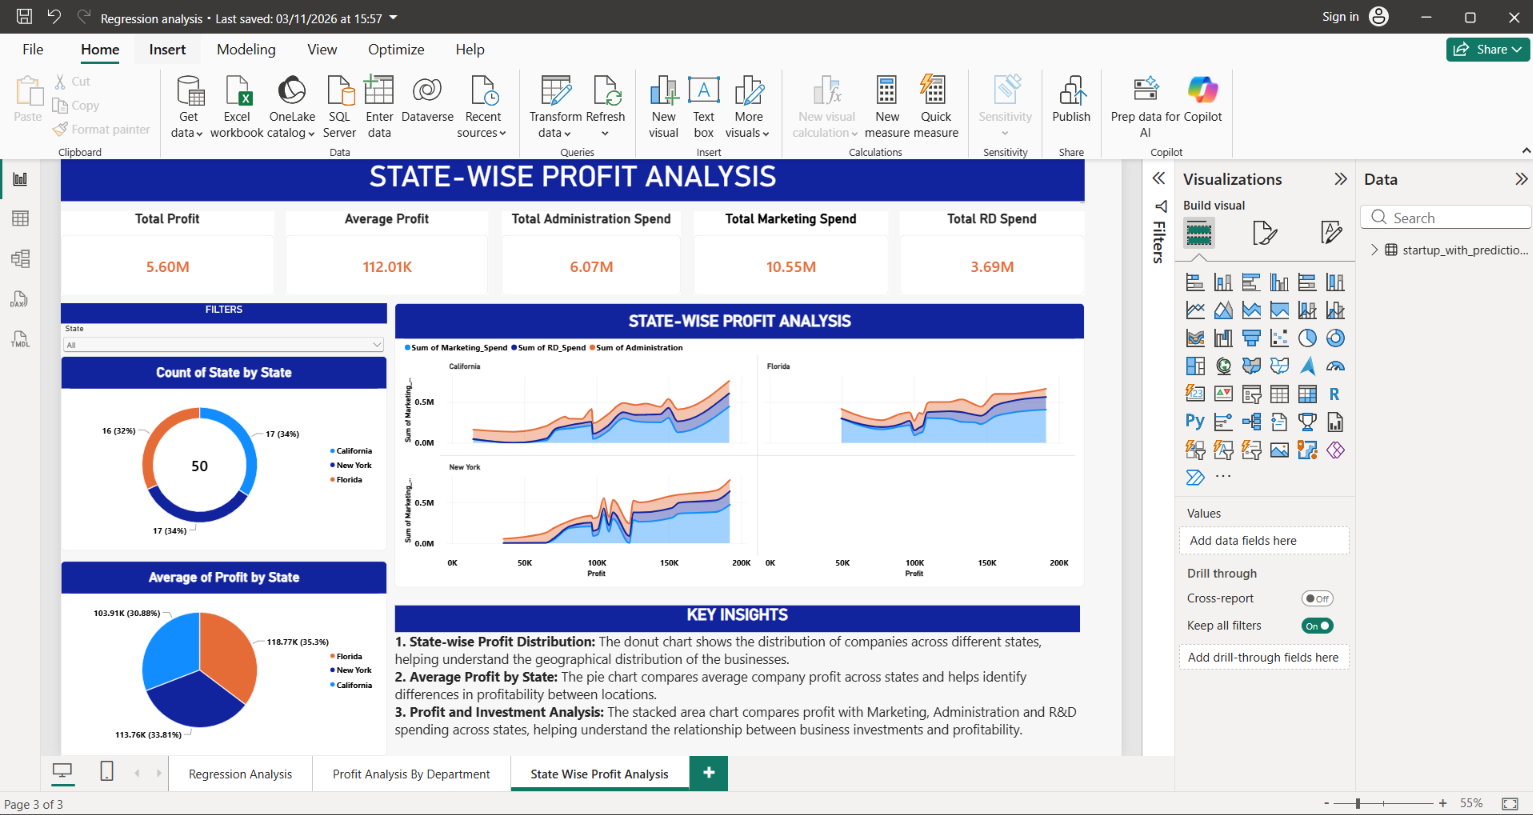 Regression analysis • Last saved: 03/11/2026 at 15:57
Sign in
File Home Insert Modeling View Optimize Help
Share
Paste
Cut
Copy
Format painter
Clipboard
Get data
Excel workbook
OneLake catalog
SQL Server
Enter data
Dataverse
Recent sources
Data
Transform data
Refresh
Queries
New visual
Text box
More visuals
Insert
New visual calculation
New measure
Quick measure
Calculations
Sensitivity
Sensitivity
Publish
Share
Prep data for AI
Copilot
Copilot
DAX
TMDL
STATE-WISE PROFIT ANALYSIS
Total Profit
5.60M
Average Profit
112.01K
Total Administration Spend
6.07M
Total Marketing Spend
10.55M
Total RD Spend
3.69M
FILTERS
State
All
Count of State by State
16 (32%)
17 (34%)
50
17 (34%)
California
New York
Florida
Average of Profit by State
103.91K (30.88%)
118.77K (35.3%)
113.76K (33.81%)
Florida
New York
California
STATE-WISE PROFIT ANALYSIS
Sum of Marketing_Spend Sum of RD_Spend Sum of Administration
California
Florida
Sum of Marketing_...
0.5M
0.0M
New York
Sum of Marketing_...
0.5M
0.0M
0K 50K 100K 150K 200K
Profit
0K 50K 100K 150K 200K
Profit
KEY INSIGHTS
1. State-wise Profit Distribution: The donut chart shows the distribution of companies across different states,
helping understand the geographical distribution of the businesses.
2. Average Profit by State: The pie chart compares average company profit across states and helps identify
differences in profitability between locations.
3. Profit and Investment Analysis: The stacked area chart compares profit with Marketing, Administration and R&D
spending across states, helping understand the relationship between business investments and profitability.
Filters
Visualizations
Build visual
123
R
Py
...
Values
Add data fields here
Drill through
Cross-report
Off
Keep all filters
On
Add drill-through fields here
Data
Search
startup_with_predictio...
Regression Analysis
Profit Analysis By Department
State Wise Profit Analysis
+
Page 3 of 3
- + 55%